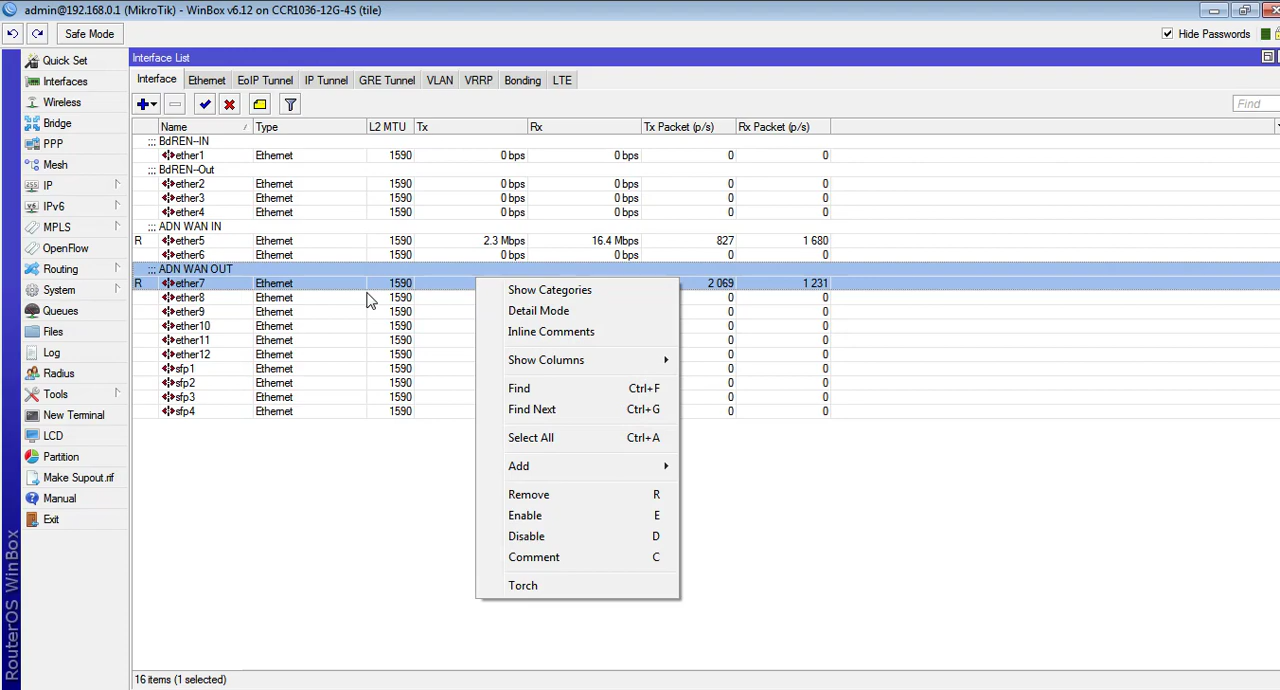 admin@192.168.0.1 (MikroTik) - WinBox v6.12 on CCR1036-12G-4S (tile)
Safe Mode
Hide Passwords
Quick Set
Interfaces
Wireless
Bridge
PPP
Mesh
IP
IPv6
MPLS
OpenFlow
Routing
System
Queues
Files
Log
Radius
Tools
New Terminal
LCD
Partition
Make Supout.rif
Manual
Exit
RouterOS WinBox
Interface List
Interface Ethernet EoIP Tunnel IP Tunnel GRE Tunnel VLAN VRRP Bonding LTE
Find
Name / Type L2 MTU Tx Rx Tx Packet (p/s) Rx Packet (p/s)
;;; BdREN--IN
ether1 Ethernet 1590 0 bps 0 bps 0 0
;;; BdREN--Out
ether2 Ethernet 1590 0 bps 0 bps 0 0
ether3 Ethernet 1590 0 bps 0 bps 0 0
ether4 Ethernet 1590 0 bps 0 bps 0 0
;;; ADN WAN IN
R ether5 Ethernet 1590 2.3 Mbps 16.4 Mbps 827 1 680
ether6 Ethernet 1590 0 bps 0 bps 0 0
;;; ADN WAN OUT
R ether7 Ethernet 1590 2 069 1 231
ether8 Ethernet 1590 0 0
ether9 Ethernet 1590 0 0
ether10 Ethernet 1590 0 0
ether11 Ethernet 1590 0 0
ether12 Ethernet 1590 0 0
sfp1 Ethernet 1590 0 0
sfp2 Ethernet 1590 0 0
sfp3 Ethernet 1590 0 0
sfp4 Ethernet 1590 0 0
Show Categories
Detail Mode
Inline Comments
Show Columns
Find Ctrl+F
Find Next Ctrl+G
Select All Ctrl+A
Add
Remove R
Enable E
Disable D
Comment C
Torch
16 items (1 selected)